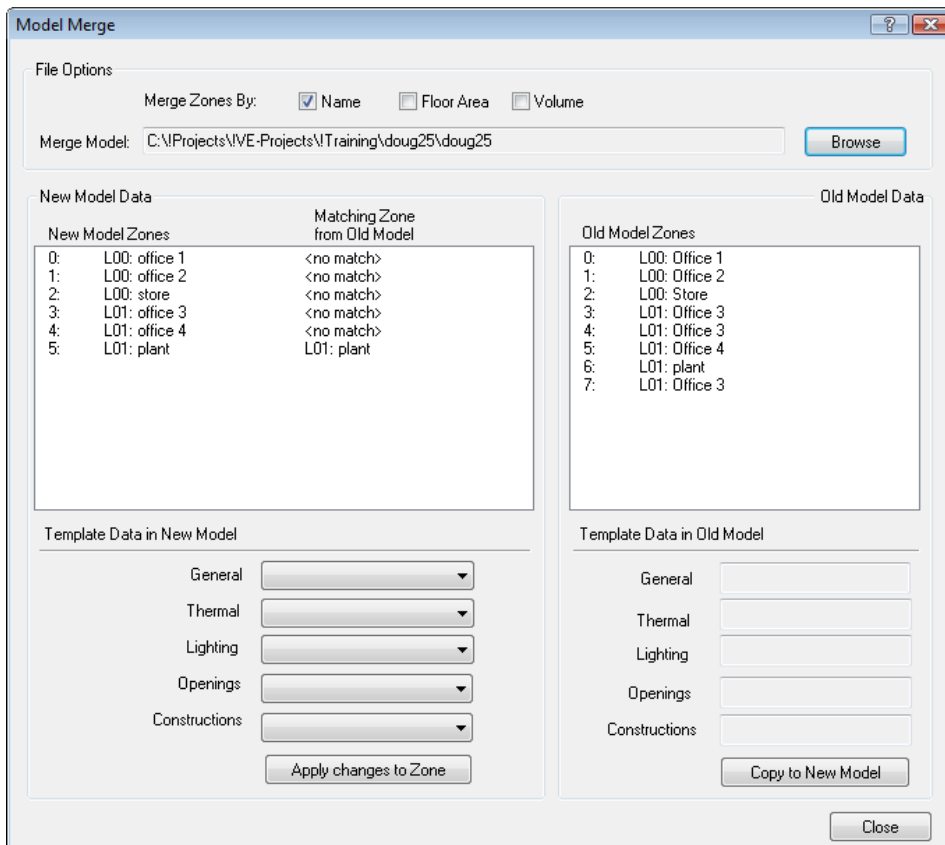 Model Merge
File Options
Merge Zones By: Name Floor Area Volume
Merge Model: C:\!Projects\!VE-Projects\!Training\doug25\doug25 Browse
New Model Data
New Model Zones Matching Zone from Old Model
0: L00: office 1 <no match>
1: L00: office 2 <no match>
2: L00: store <no match>
3: L01: office 3 <no match>
4: L01: office 4 <no match>
5: L01: plant L01: plant
Template Data in New Model
General
Thermal
Lighting
Openings
Constructions
Apply changes to Zone
Old Model Data
Old Model Zones
0: L00: Office 1
1: L00: Office 2
2: L00: Store
3: L01: Office 3
4: L01: Office 3
5: L01: Office 4
6: L01: plant
7: L01: Office 3
Template Data in Old Model
General
Thermal
Lighting
Openings
Constructions
Copy to New Model
Close